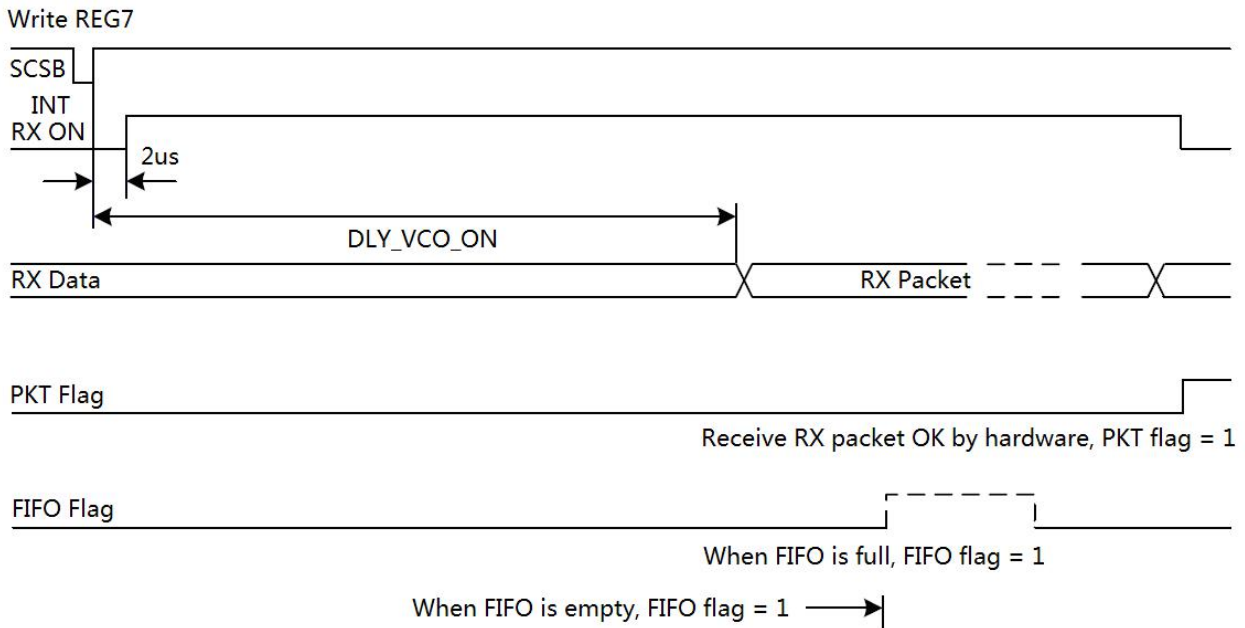 Write REG7
SCSB
INT
RX ON
2us
DLY_VCO_ON
RX Data
RX Packet
PKT Flag
Receive RX packet OK by hardware, PKT flag = 1
FIFO Flag
When FIFO is full, FIFO flag = 1
When FIFO is empty, FIFO flag = 1